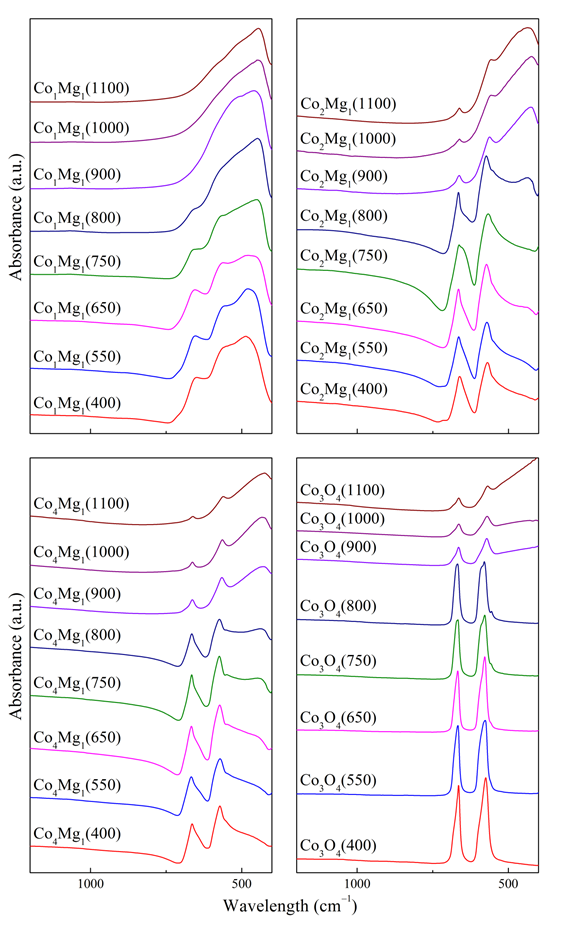 Absorbance (a.u.)
Co₁Mg₁(1100)
Co₁Mg₁(1000)
Co₁Mg₁(900)
Co₁Mg₁(800)
Co₁Mg₁(750)
Co₁Mg₁(650)
Co₁Mg₁(550)
Co₁Mg₁(400)
Co₂Mg₁(1100)
Co₂Mg₁(1000)
Co₂Mg₁(900)
Co₂Mg₁(800)
Co₂Mg₁(750)
Co₂Mg₁(650)
Co₂Mg₁(550)
Co₂Mg₁(400)
Absorbance (a.u.)
Co₄Mg₁(1100)
Co₄Mg₁(1000)
Co₄Mg₁(900)
Co₄Mg₁(800)
Co₄Mg₁(750)
Co₄Mg₁(650)
Co₄Mg₁(550)
Co₄Mg₁(400)
1000 500
Co₃O₄(1100)
Co₃O₄(1000)
Co₃O₄(900)
Co₃O₄(800)
Co₃O₄(750)
Co₃O₄(650)
Co₃O₄(550)
Co₃O₄(400)
1000 500
Wavelength (cm⁻¹)